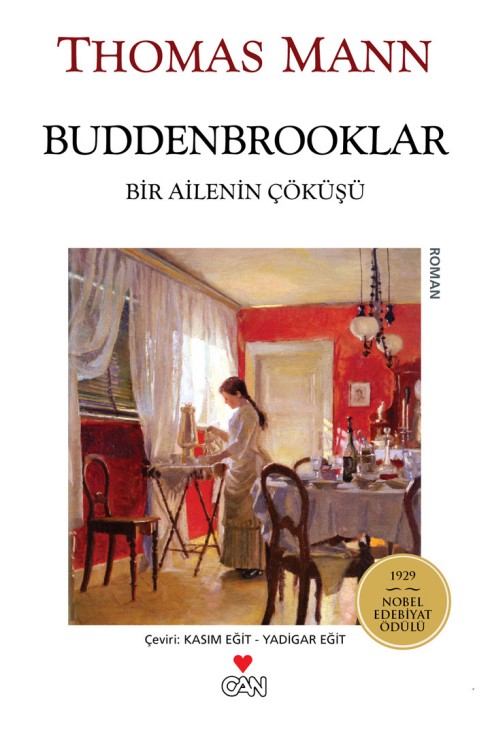 THOMAS MANN
BUDDENBROOKLAR
BİR AİLENİN ÇÖKÜŞÜ
ROMAN
1929
NOBEL
EDEBİYAT
ÖDÜLÜ
Çeviri: KASIM EĞİT - YADİGAR EĞİT
CAN